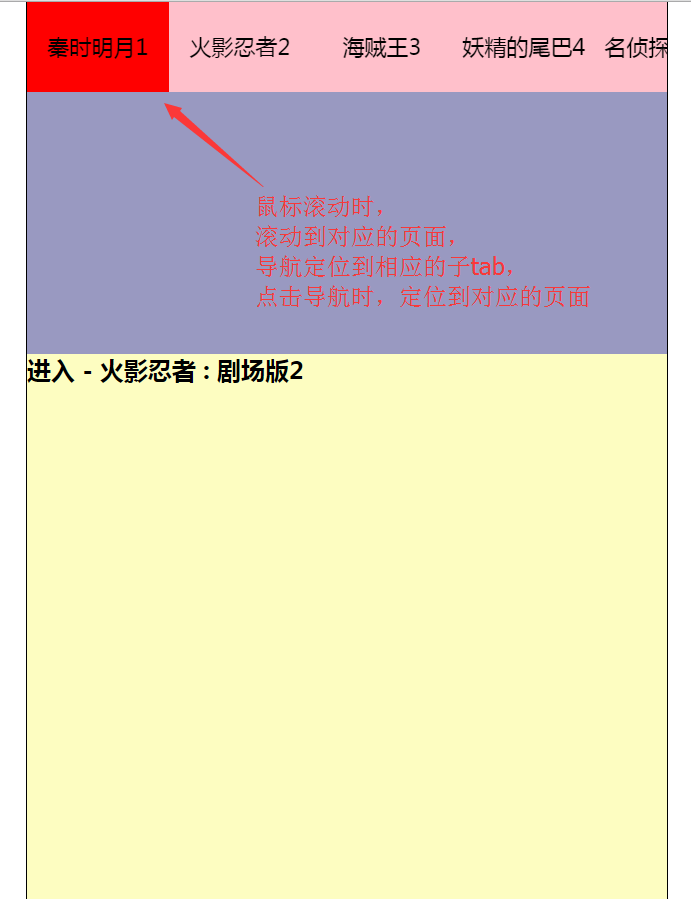 秦时明月1 火影忍者2 海贼王3 妖精的尾巴4 名侦探
鼠标滚动时，
滚动到对应的页面，
导航定位到相应的子tab，
点击导航时，定位到对应的页面
进入 - 火影忍者 : 剧场版2